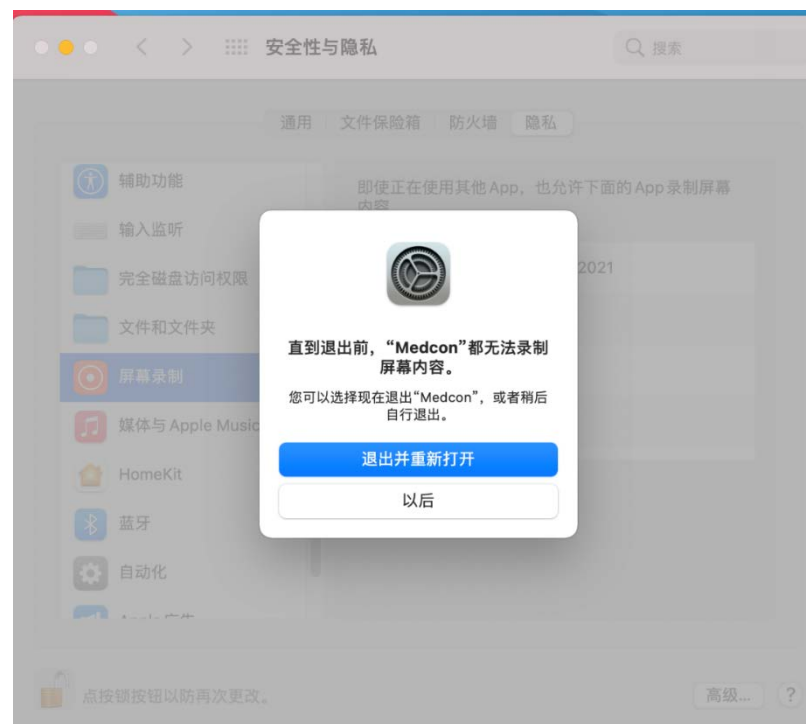 安全性与隐私
搜索
通用 文件保险箱 防火墙 隐私
辅助功能
输入监听
完全磁盘访问权限
文件和文件夹
屏幕录制
媒体与 Apple Music
HomeKit
蓝牙
自动化
即使正在使用其他 App，也允许下面的 App 录制屏幕
内容
2021
直到退出前，“Medcon”都无法录制
屏幕内容。
您可以选择现在退出“Medcon”，或者稍后
自行退出。
退出并重新打开
以后
点按锁按钮以防再次更改。
高级...
?